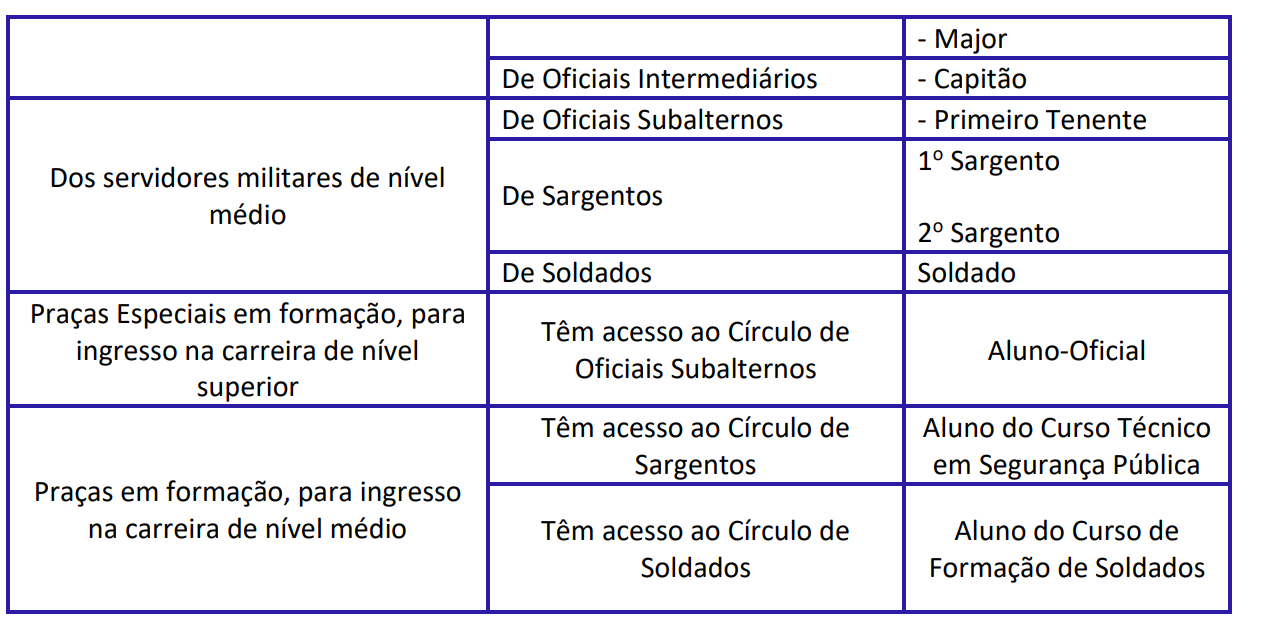 - Major
De Oficiais Intermediários
- Capitão
Dos servidores militares de nível
médio
De Oficiais Subalternos
- Primeiro Tenente
De Sargentos
1º Sargento
2º Sargento
De Soldados
Soldado
Praças Especiais em formação, para
ingresso na carreira de nível
superior
Têm acesso ao Círculo de
Oficiais Subalternos
Aluno-Oficial
Praças em formação, para ingresso
na carreira de nível médio
Têm acesso ao Círculo de
Sargentos
Aluno do Curso Técnico
em Segurança Pública
Têm acesso ao Círculo de
Soldados
Aluno do Curso de
Formação de Soldados